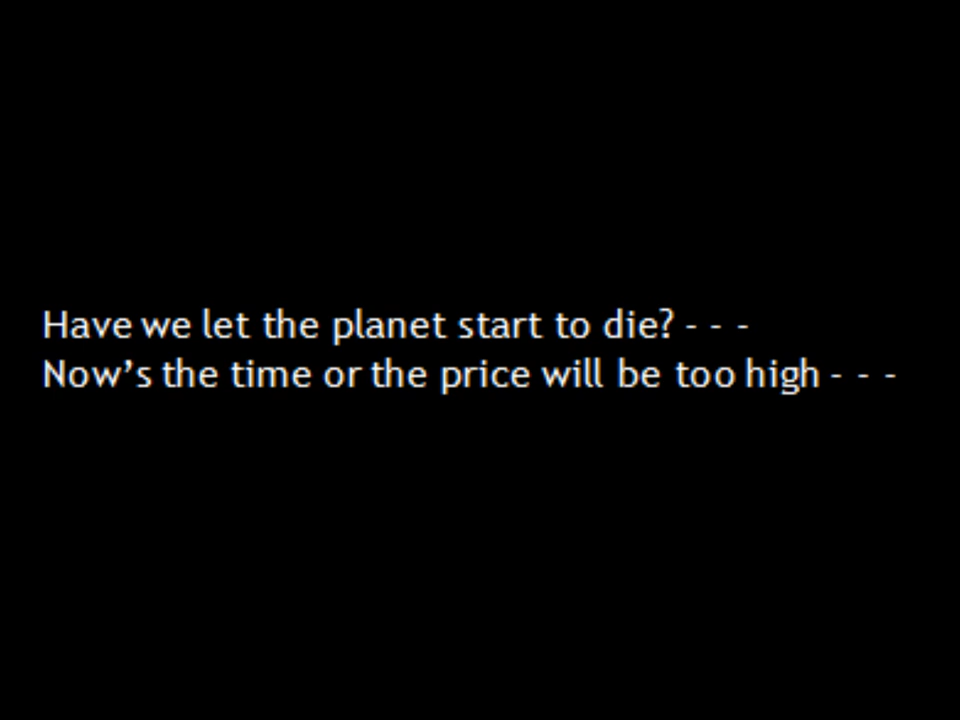 Have we let the planet start to die? - - -
Now’s the time or the price will be too high - - -